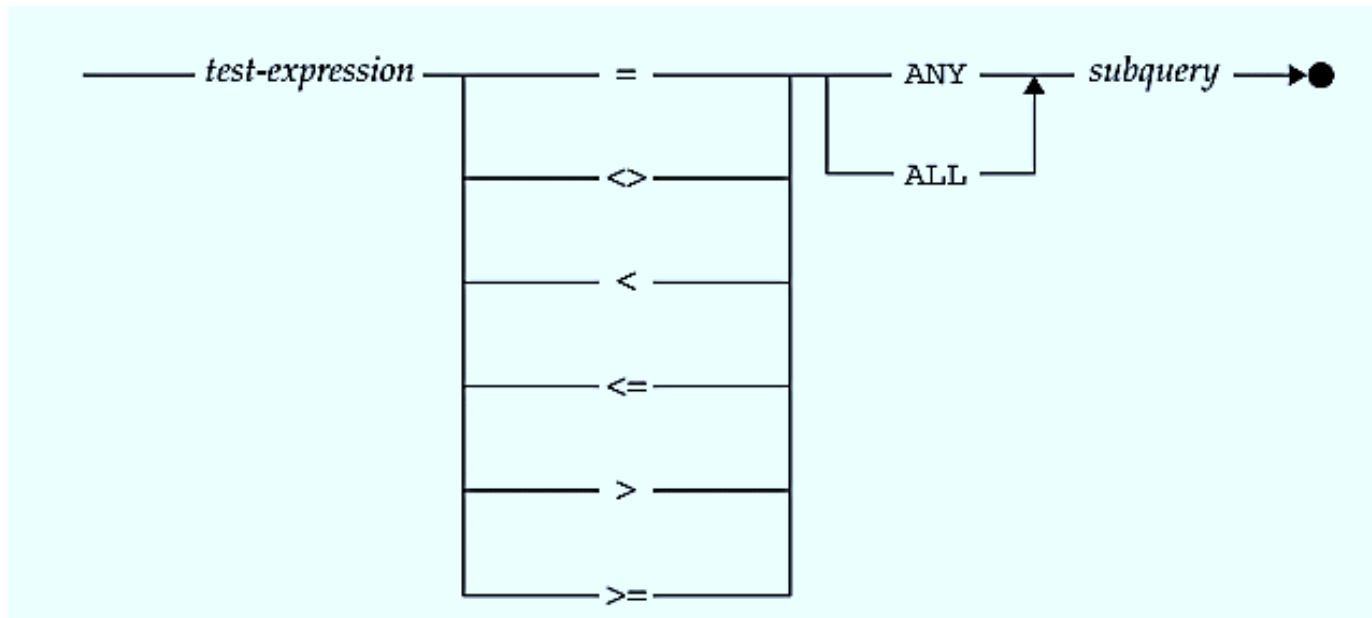 test-expression = ANY subquery
<> ALL
<
<=
>
>=